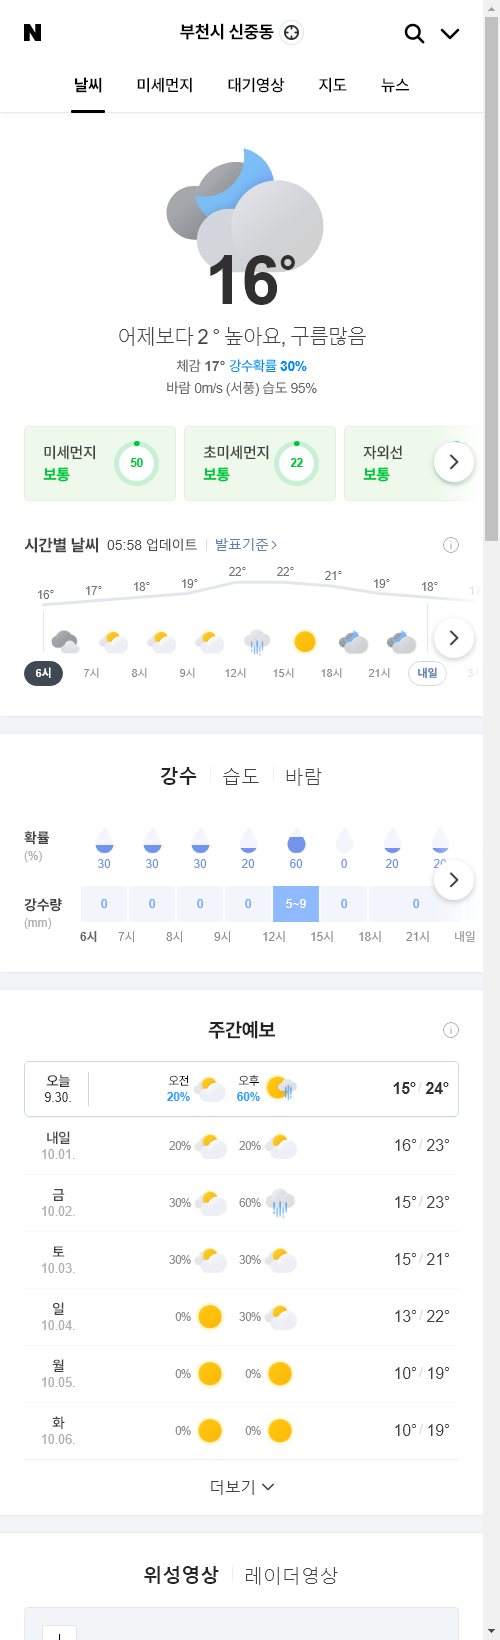 N 부천시 신중동
날씨 미세먼지 대기영상 지도 뉴스
16°
어제보다 2 ° 높아요, 구름많음
체감 17° 강수확률 30%
바람 0m/s (서풍) 습도 95%
미세먼지 보통 50
초미세먼지 보통 22
자외선 보통
시간별 날씨 05:58 업데이트 발표기준
16° 17° 18° 19° 22° 22° 21° 19° 18° 17
6시 7시 8시 9시 12시 15시 18시 21시 내일
강수 습도 바람
확률 (%)
30 30 30 20 60 0 20 20
강수량 (mm)
0 0 0 0 5~9 0 0
6시 7시 8시 9시 12시 15시 18시 21시 내일
주간예보
오늘 9.30. 오전 20% 오후 60% 15° / 24°
내일 10.01. 20% 20% 16° / 23°
금 10.02. 30% 60% 15° / 23°
토 10.03. 30% 30% 15° / 21°
일 10.04. 0% 30% 13° / 22°
월 10.05. 0% 0% 10° / 19°
화 10.06. 0% 0% 10° / 19°
더보기
위성영상 레이더영상